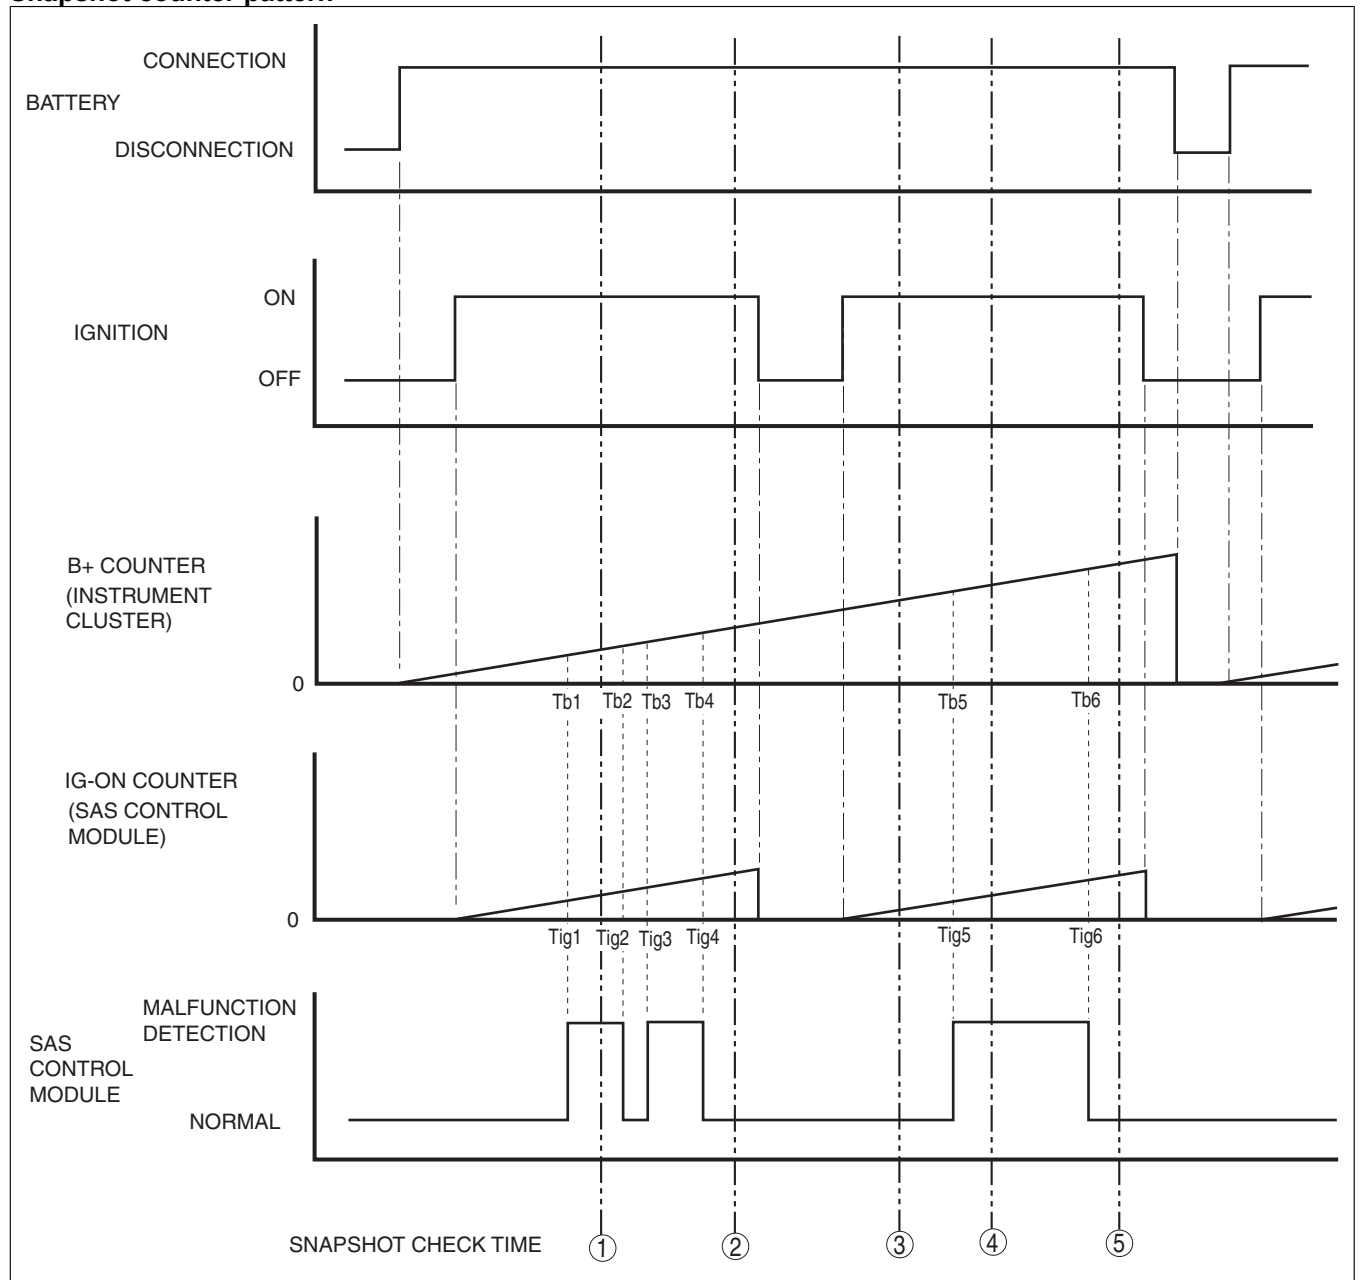 Snapshot counter pattern
CONNECTION
BATTERY
DISCONNECTION
ON
IGNITION
OFF
B+ COUNTER
(INSTRUMENT
CLUSTER)
0
Tb1 Tb2 Tb3 Tb4 Tb5 Tb6
IG-ON COUNTER
(SAS CONTROL
MODULE)
0
Tig1 Tig2 Tig3 Tig4 Tig5 Tig6
MALFUNCTION
DETECTION
SAS
CONTROL
MODULE
NORMAL
SNAPSHOT CHECK TIME ① ② ③ ④ ⑤